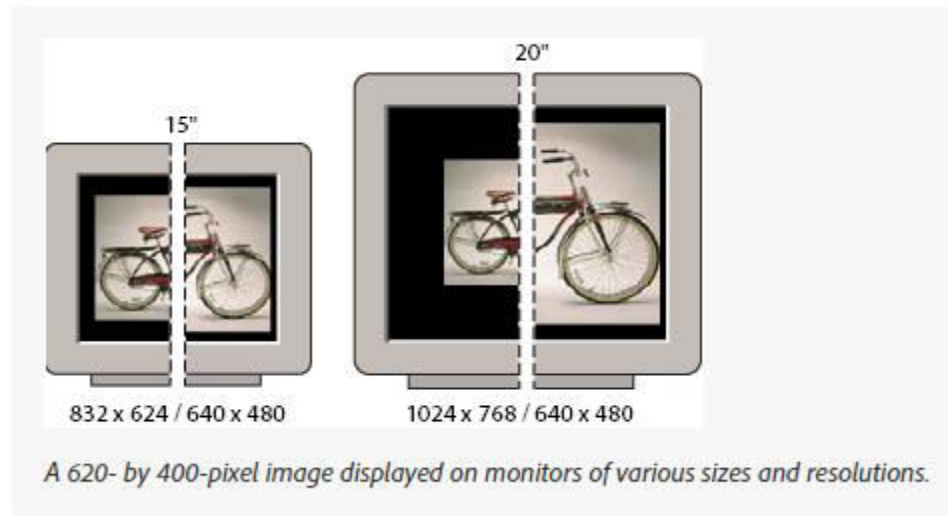 20"
15"
832 x 624 / 640 x 480
1024 x 768 / 640 x 480
A 620- by 400-pixel image displayed on monitors of various sizes and resolutions.